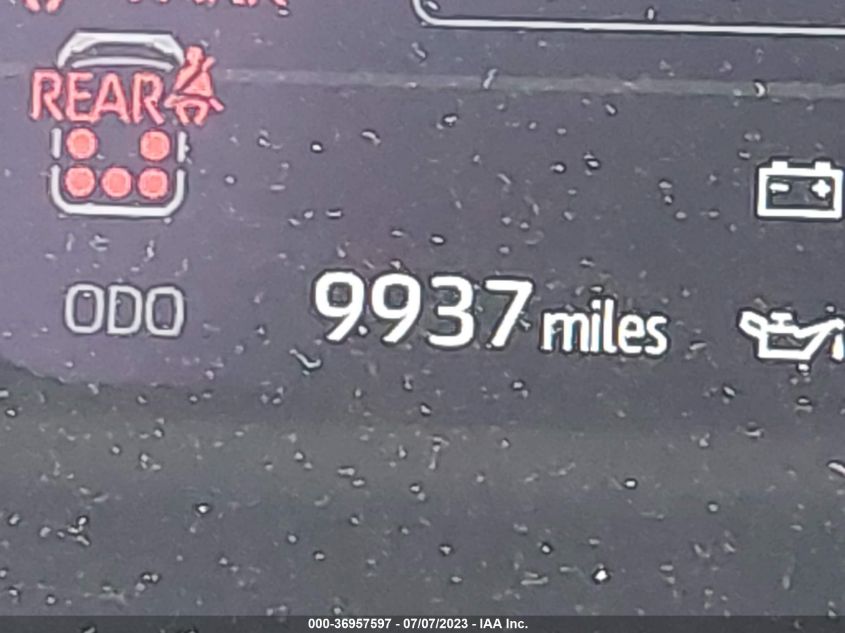 REAR
ODO 9937 miles
000-36957597 - 07/07/2023 - IAA Inc.